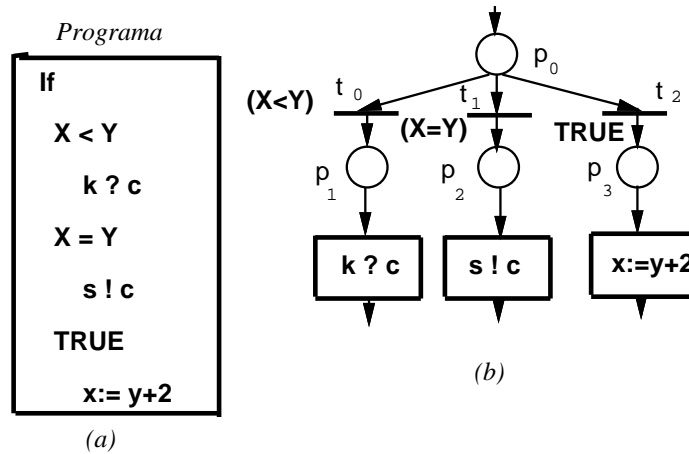 Programa
If
X < Y
k ? c
X = Y
s ! c
TRUE
x:= y+2
(a)
p0
t0 t1 t2
(X<Y) (X=Y) TRUE
p1 p2 p3
k ? c s ! c x:=y+2
(b)